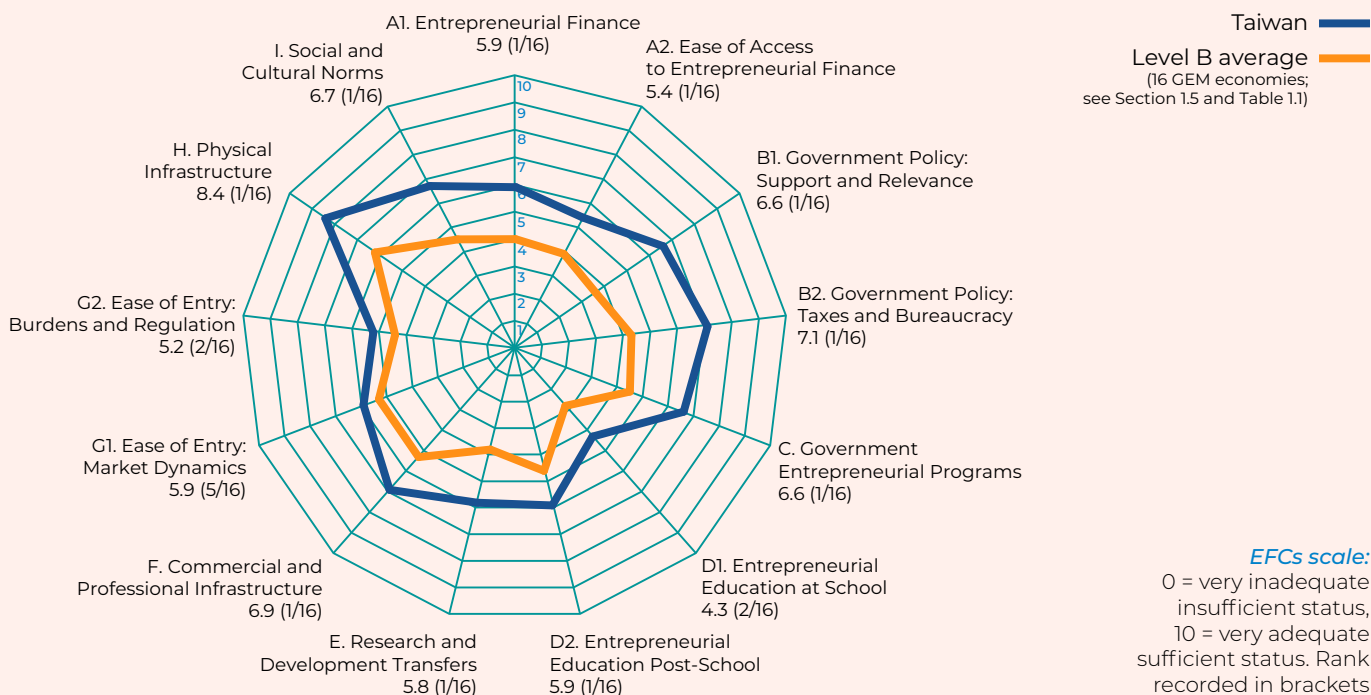 A1. Entrepreneurial Finance
5.9 (1/16)
A2. Ease of Access
to Entrepreneurial Finance
5.4 (1/16)
B1. Government Policy:
Support and Relevance
6.6 (1/16)
B2. Government Policy:
Taxes and Bureaucracy
7.1 (1/16)
C. Government
Entrepreneurial Programs
6.6 (1/16)
D1. Entrepreneurial
Education at School
4.3 (2/16)
D2. Entrepreneurial
Education Post-School
5.9 (1/16)
E. Research and
Development Transfers
5.8 (1/16)
F. Commercial and
Professional Infrastructure
6.9 (1/16)
G1. Ease of Entry:
Market Dynamics
5.9 (5/16)
G2. Ease of Entry:
Burdens and Regulation
5.2 (2/16)
H. Physical
Infrastructure
8.4 (1/16)
I. Social and
Cultural Norms
6.7 (1/16)
10
9
8
7
6
5
4
3
2
1
Taiwan
Level B average
(16 GEM economies;
see Section 1.5 and Table 1.1)
EFCs scale:
0 = very inadequate
insufficient status,
10 = very adequate
sufficient status. Rank
recorded in brackets